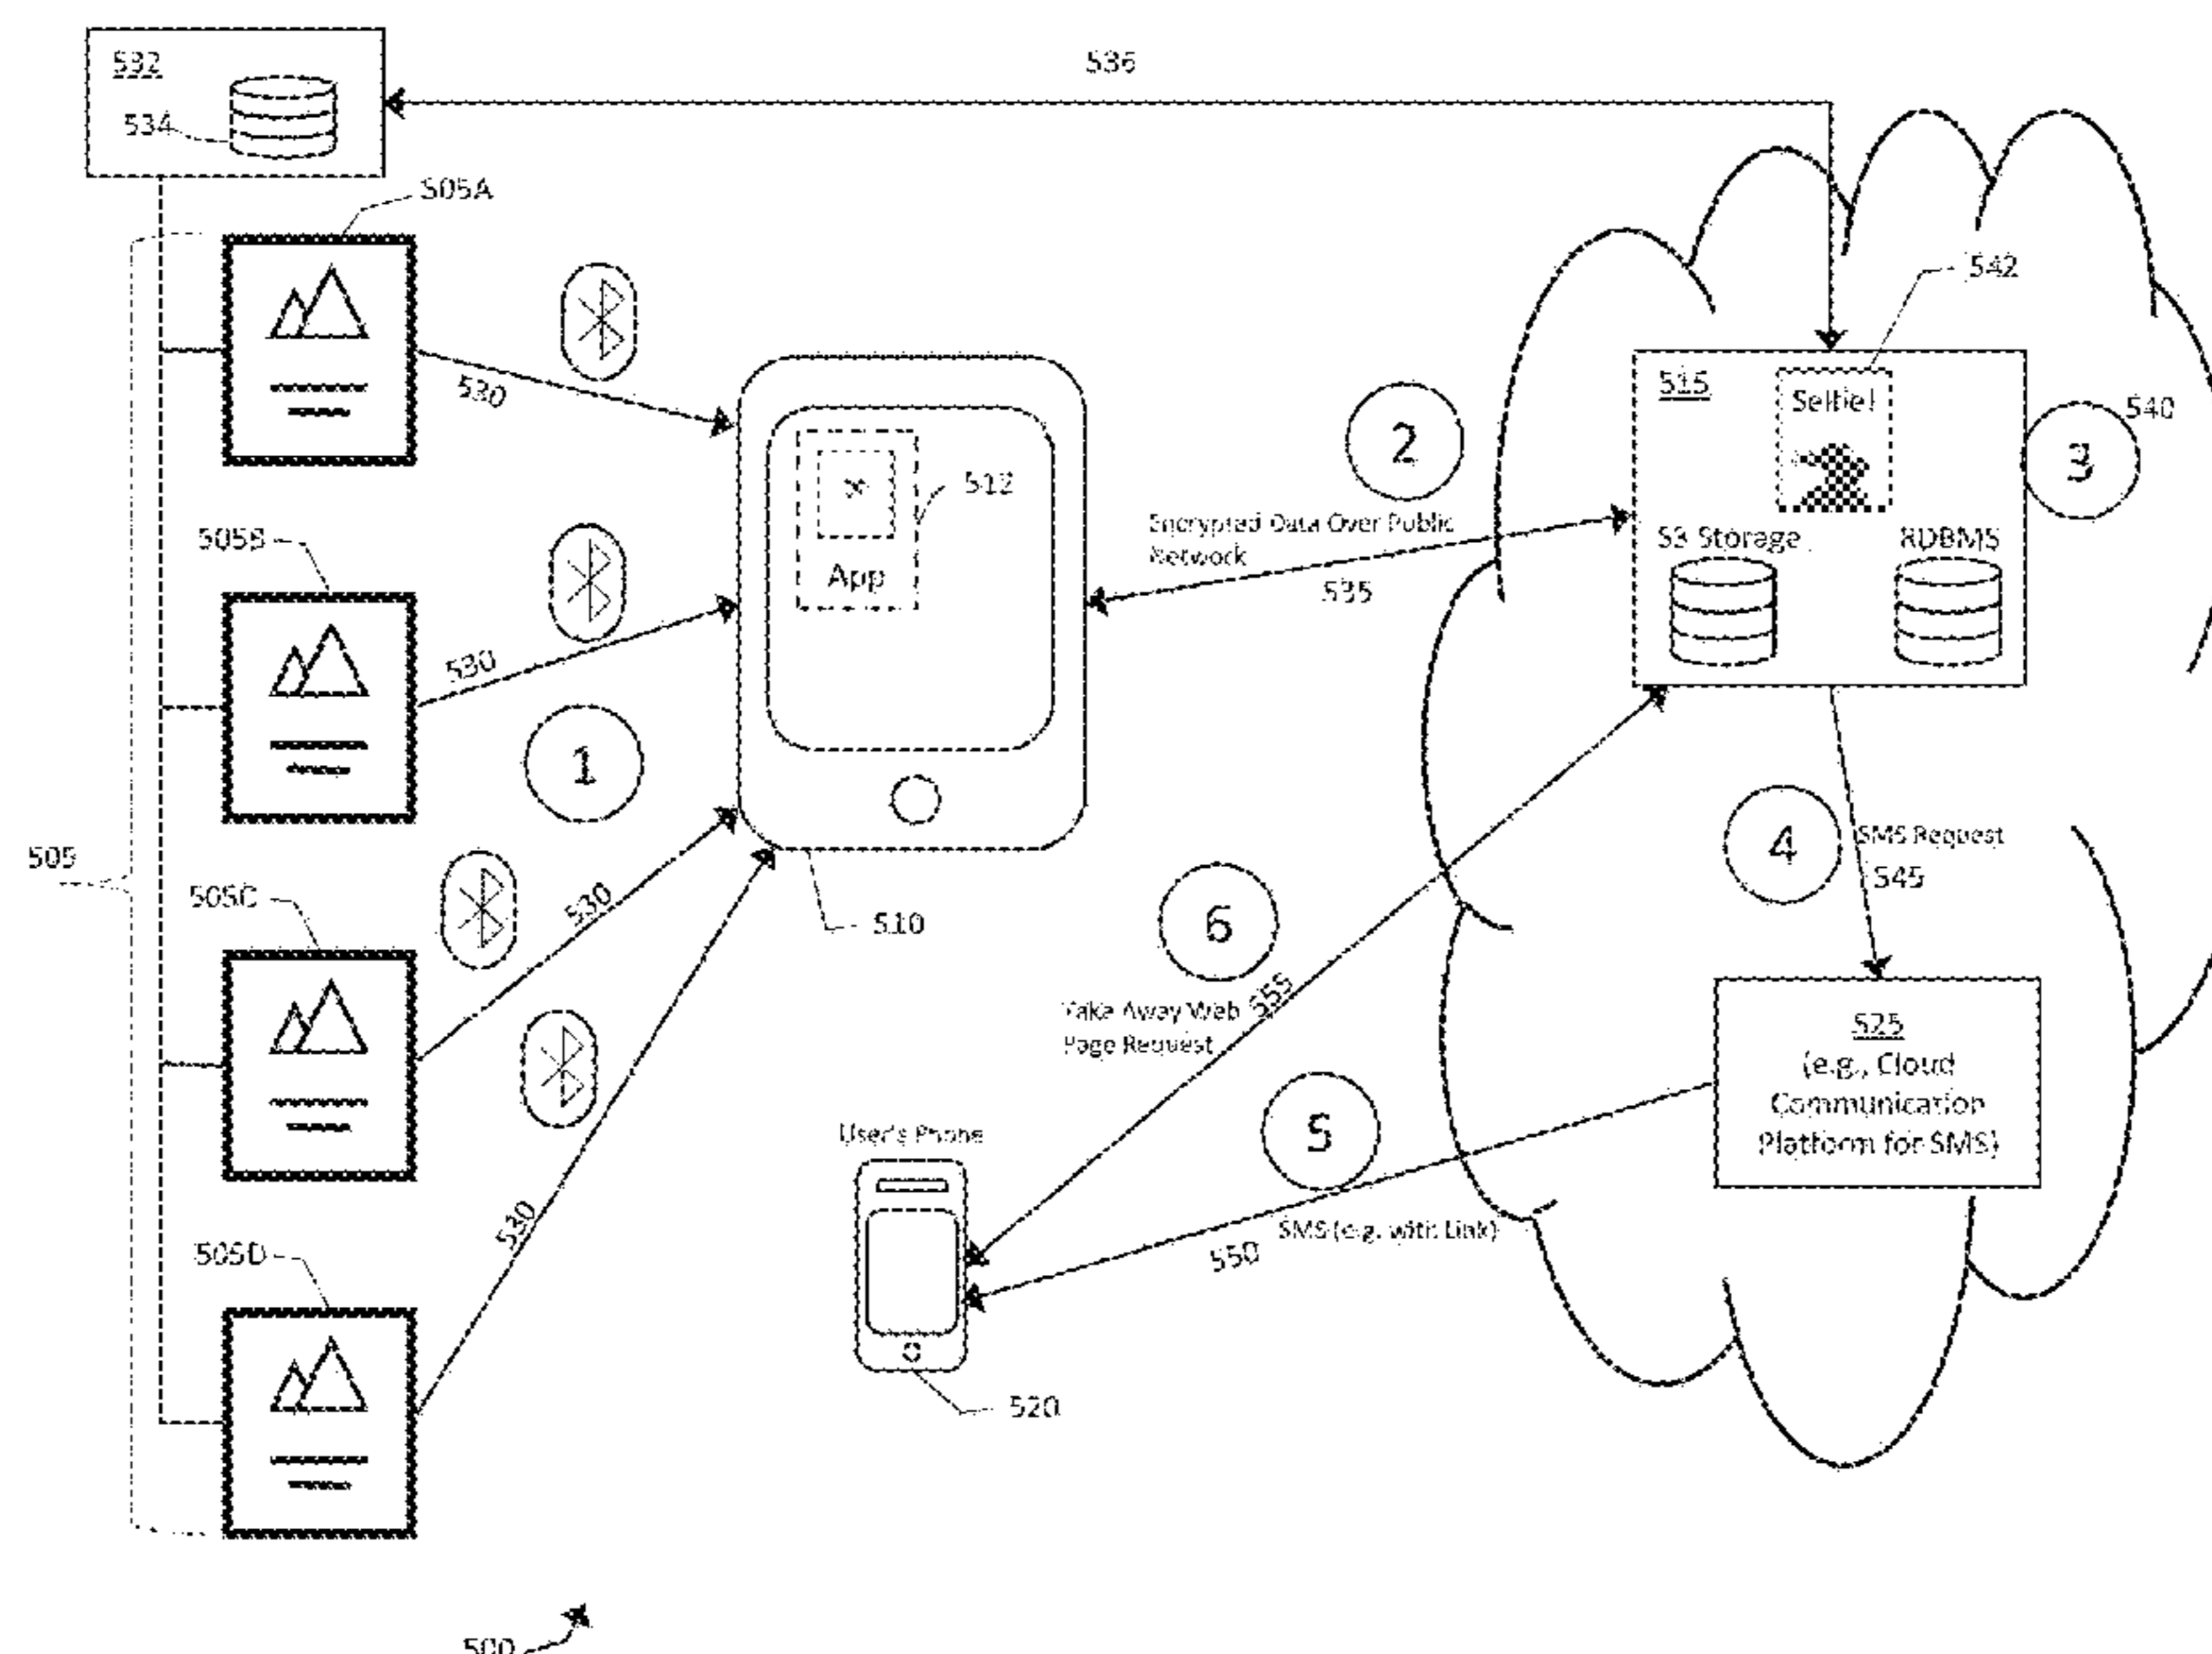 532
536
534
505A
542
515
Selfie!
540
2
3
530
512
App
Encrypted Data Over Public
Network
535
S3 Storage
RDBMS
505B
530
1
4
SMS Request
545
505
505C
530
510
6
555
Take Away Web
Page Request
525
(e.g., Cloud
Communication
Platform for SMS)
5
User's Phone
530
SMS (e.g. with Link)
550
505D
520
500